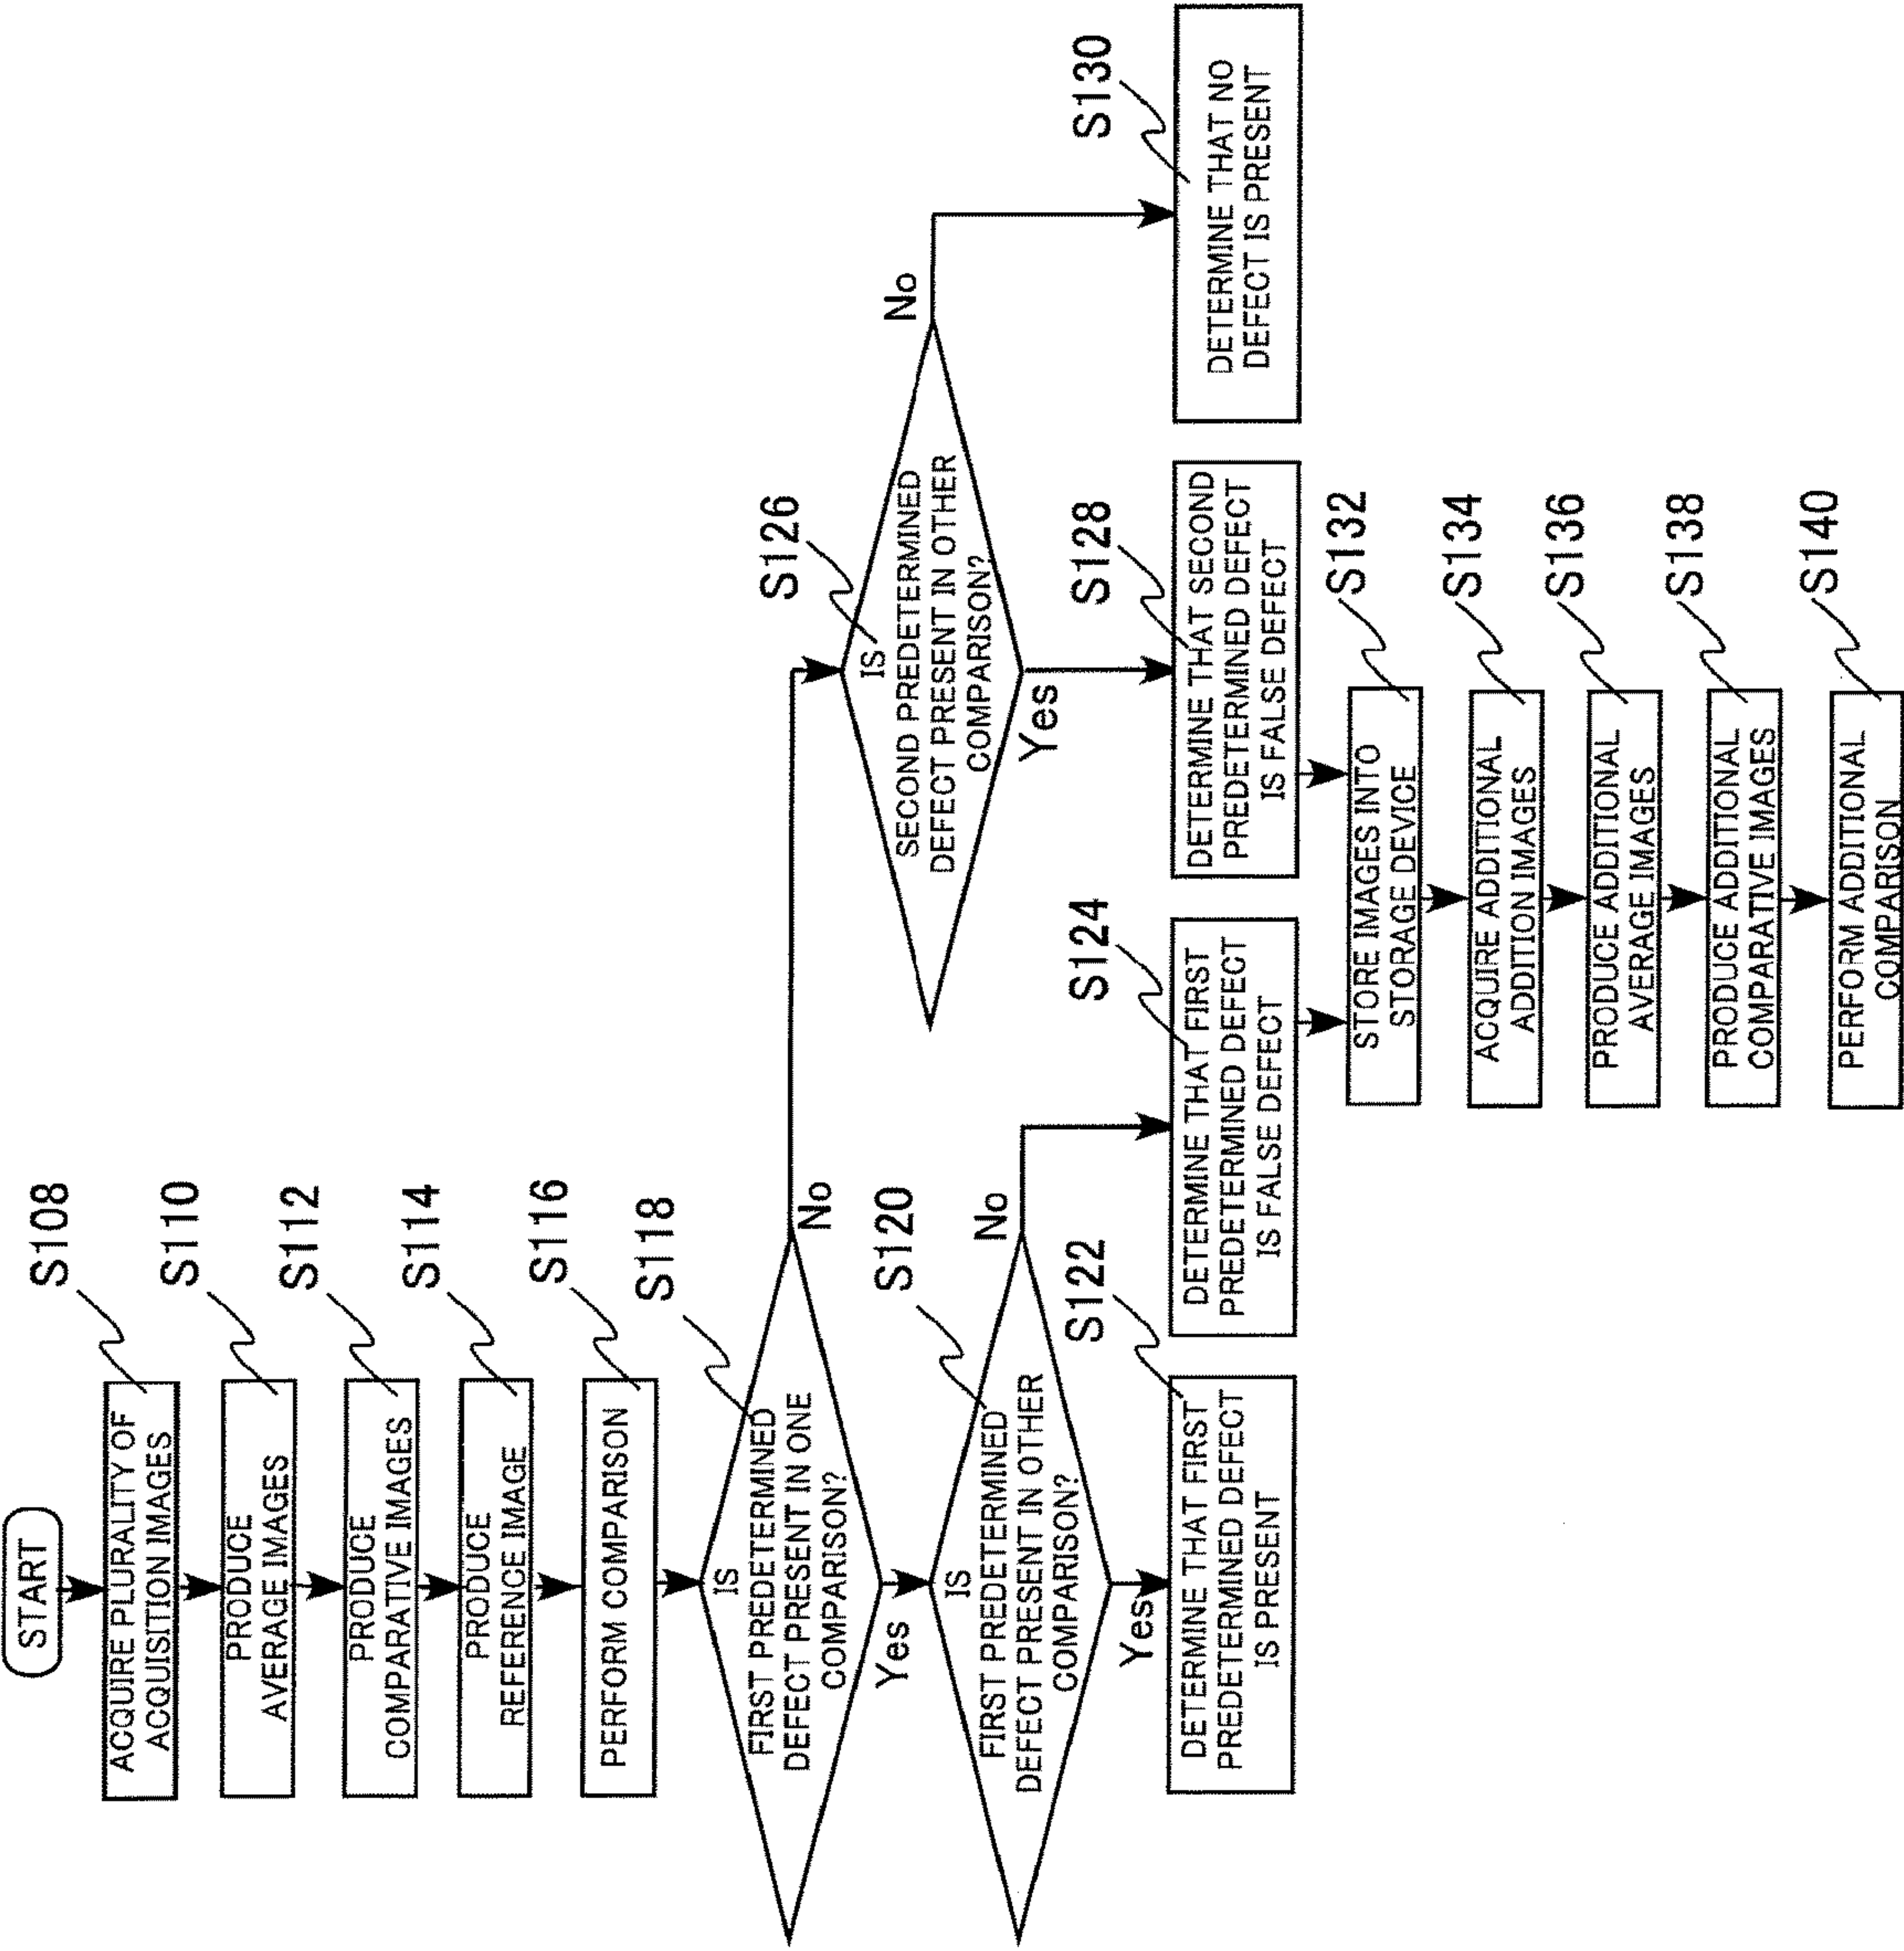 START
S108
ACQUIRE PLURALITY OF
ACQUISITION IMAGES
S110
PRODUCE
AVERAGE IMAGES
S112
PRODUCE
COMPARATIVE IMAGES
S114
PRODUCE
REFERENCE IMAGE
S116
PERFORM COMPARISON
S118
IS
FIRST PREDETERMINED
DEFECT PRESENT IN ONE
COMPARISON?
No
Yes
S120
IS
FIRST PREDETERMINED
DEFECT PRESENT IN OTHER
COMPARISON?
No
Yes
S122
DETERMINE THAT FIRST
PREDETERMINED DEFECT
IS PRESENT
S124
DETERMINE THAT FIRST
PREDETERMINED DEFECT
IS FALSE DEFECT
S126
IS
SECOND PREDETERMINED
DEFECT PRESENT IN OTHER
COMPARISON?
No
Yes
S128
DETERMINE THAT SECOND
PREDETERMINED DEFECT
IS FALSE DEFECT
S130
DETERMINE THAT NO
DEFECT IS PRESENT
S132
STORE IMAGES INTO
STORAGE DEVICE
S134
ACQUIRE ADDITIONAL
ADDITION IMAGES
S136
PRODUCE ADDITIONAL
AVERAGE IMAGES
S138
PRODUCE ADDITIONAL
COMPARATIVE IMAGES
S140
PERFORM ADDITIONAL
COMPARISON